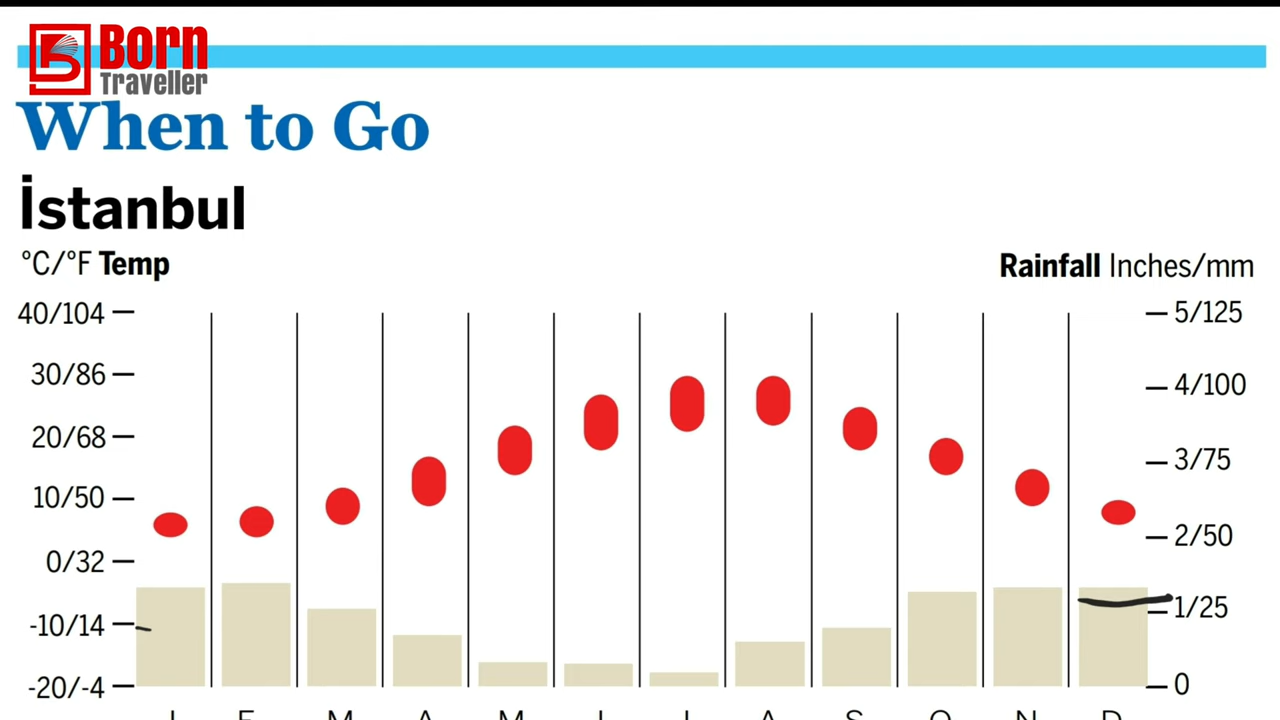 Born
Traveller
When to Go
İstanbul
°C/°F Temp
Rainfall Inches/mm
40/104
30/86
20/68
10/50
0/32
-10/14
-20/-4
5/125
4/100
3/75
2/50
1/25
0
J F M A M J J A S O N D